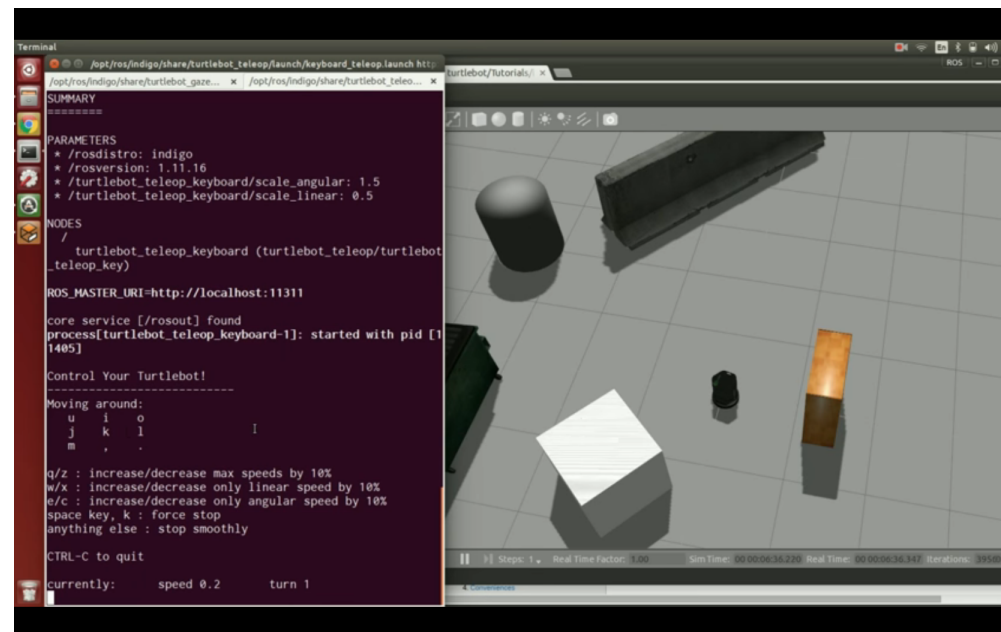 Terminal
En
ROS
/opt/ros/indigo/share/turtlebot_teleop/launch/keyboard_teleop.launch http
/opt/ros/indigo/share/turtlebot_gaze... × /opt/ros/indigo/share/turtlebot_teleo... ×
turtlebot/Tutorials/ ×
SUMMARY
========
PARAMETERS
* /rosdistro: indigo
* /rosversion: 1.11.16
* /turtlebot_teleop_keyboard/scale_angular: 1.5
* /turtlebot_teleop_keyboard/scale_linear: 0.5
NODES
/
turtlebot_teleop_keyboard (turtlebot_teleop/turtlebot
_teleop_key)
ROS_MASTER_URI=http://localhost:11311
core service [/rosout] found
process[turtlebot_teleop_keyboard-1]: started with pid [1
1405]
Control Your Turtlebot!
---------------------------
Moving around:
u i o
j k l
m , .
q/z : increase/decrease max speeds by 10%
w/x : increase/decrease only linear speed by 10%
e/c : increase/decrease only angular speed by 10%
space key, k : force stop
anything else : stop smoothly
CTRL-C to quit
currently: speed 0.2 turn 1
Steps: 1 Real Time Factor: 1.00 Sim Time: 00 00:06:36.220 Real Time: 00 00:06:36.347 Iterations:
4. Conveniences